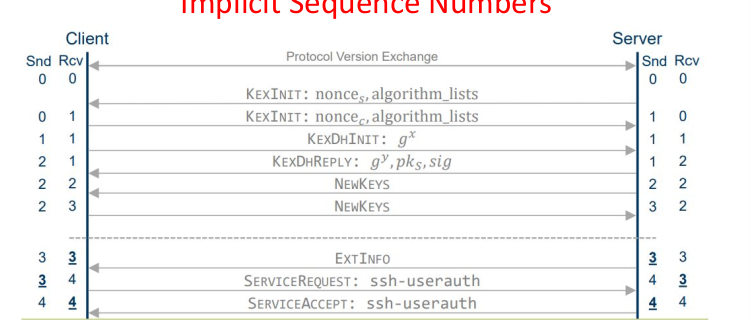 Implicit Sequence Numbers
Client Server
Snd Rcv Protocol Version Exchange Snd Rcv
0 0 0 0
KEXINIT: nonceₛ, algorithm_lists
0 1 KEXINIT: nonce꜀, algorithm_lists 1 0
1 1 KEXDHINIT: gˣ 1 1
2 1 KEXDHREPLY: gʸ, pkₛ, sig 1 2
2 2 NEWKEYS 2 2
2 3 NEWKEYS 3 2
3 3 EXTINFO 3 3
3 4 SERVICEREQUEST: ssh-userauth 4 3
4 4 SERVICEACCEPT: ssh-userauth 4 4